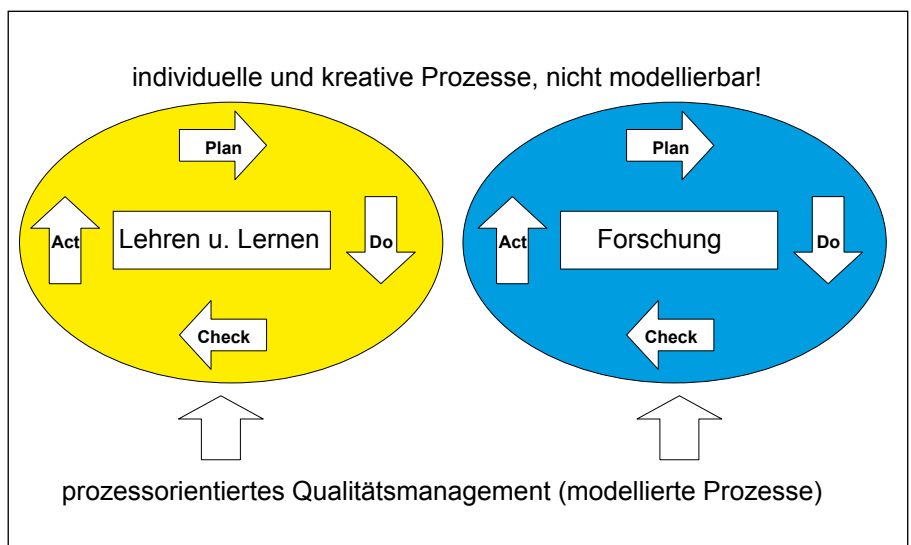 individuelle und kreative Prozesse, nicht modellierbar!
Plan
Act
Lehren u. Lernen
Do
Check
Plan
Act
Forschung
Do
Check
prozessorientiertes Qualitätsmanagement (modellierte Prozesse)